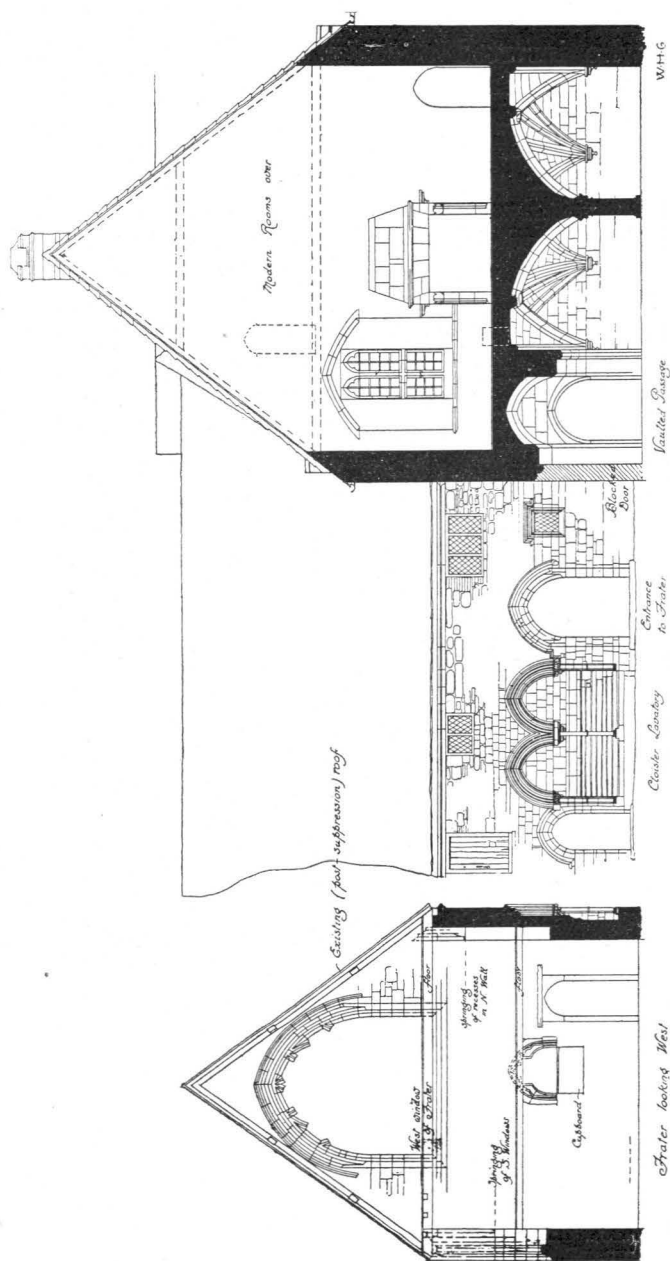 Modern Rooms over
Existing (post-suppression) roof
West window
of Frater
floor
springing
of recesses
in N Wall
springing
of S. Windows
floor
Cupboard
Frater looking West
Cloister Lavatory
Entrance
to Frater
Blocked
Door
Vaulted Passage
W·H·G